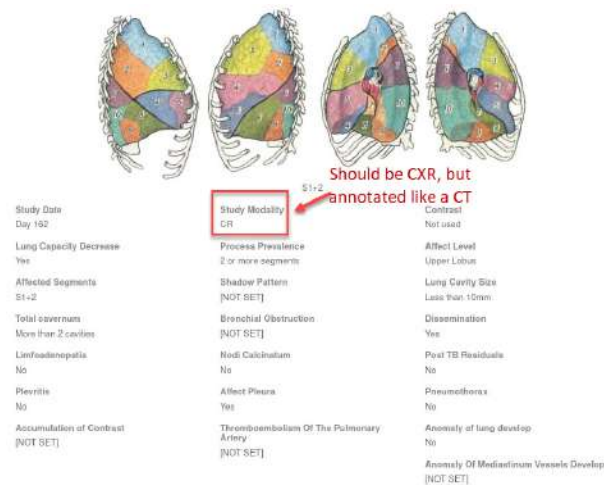 S1+2
Should be CXR, but
annotated like a CT
Study Date
Day 162
Study Modality
CR
Contrast
Not used
Lung Capacity Decrease
Yes
Process Prevalence
2 or more segments
Affect Level
Upper Lobus
Affected Segments
S1+2
Shadow Pattern
[NOT SET]
Lung Cavity Size
Less than 10mm
Total cavernum
More than 2 cavities
Bronchial Obstruction
[NOT SET]
Dissemination
Yes
Limfoadenopatia
No
Nodi Calcinatum
No
Post TB Residuals
No
Plevritis
No
Affect Pleura
Yes
Pneumothorax
No
Accumulation of Contrast
[NOT SET]
Thromboembolism Of The Pulmonary
Artery
[NOT SET]
Anomaly of lung develop
No
Anomaly Of Mediastinum Vessels Develop
[NOT SET]